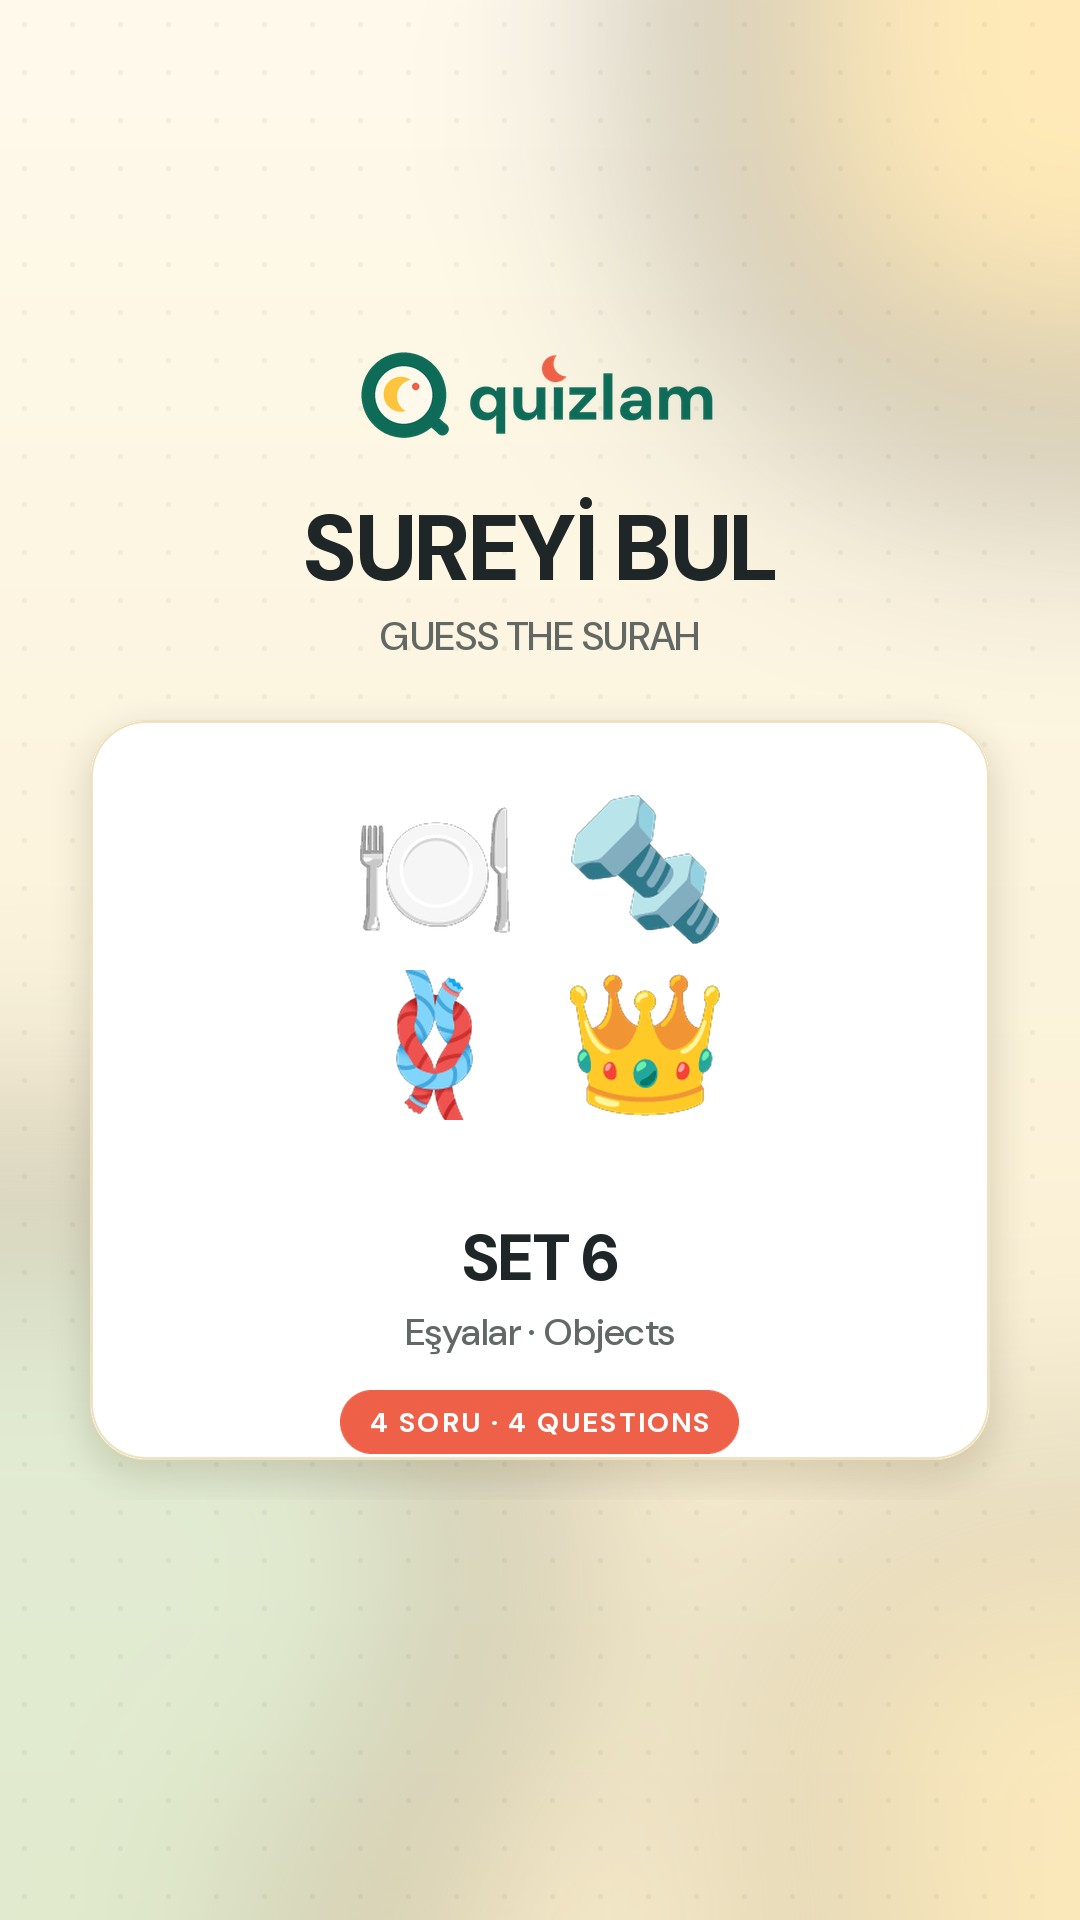 quizlam
SUREYİ BUL
GUESS THE SURAH
SET 6
Eşyalar · Objects
4 SORU · 4 QUESTIONS